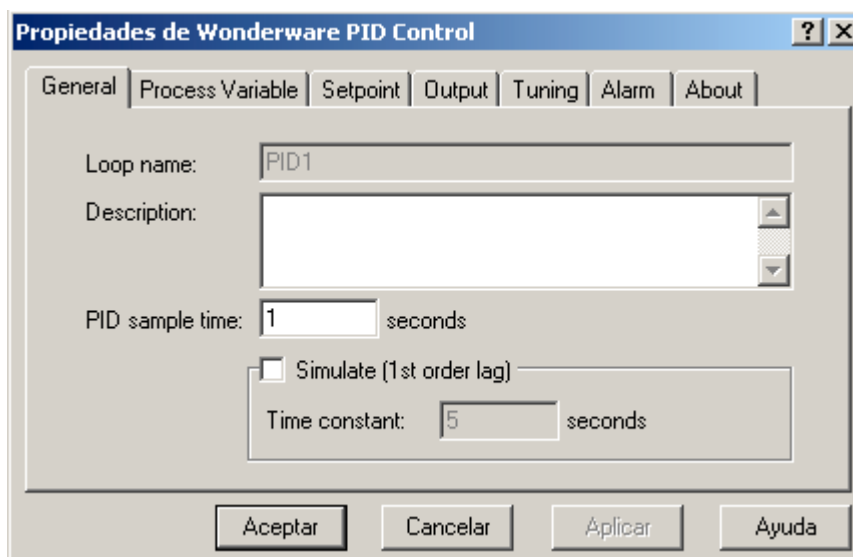 Propiedades de Wonderware PID Control
General Process Variable Setpoint Output Tuning Alarm About
Loop name: PID1
Description:
PID sample time: 1 seconds
Simulate (1st order lag)
Time constant: 5 seconds
Aceptar Cancelar Aplicar Ayuda